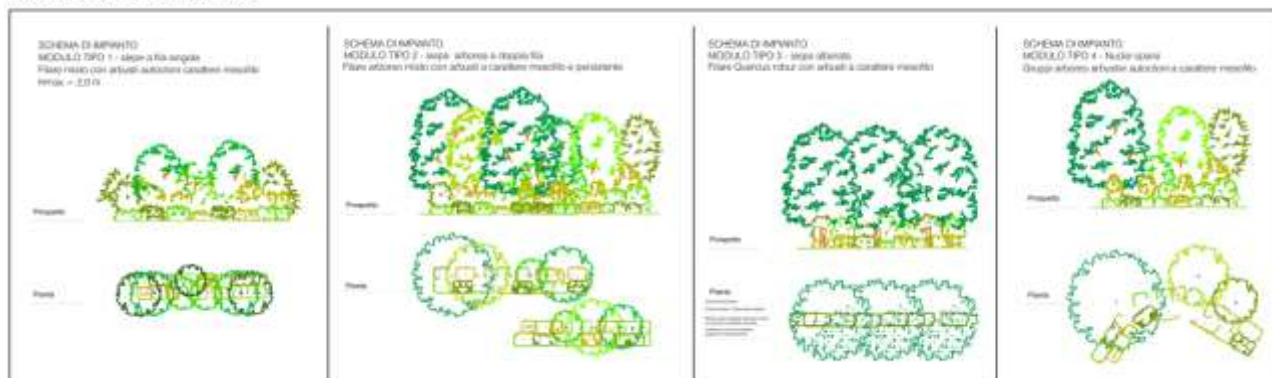 SCHEMA DI IMPIANTO
MODULO TIPO 1 - siepe a fila singola
Filare misto con arbusti autoctoni carattere mesofilo
Hmax = 2,0 m
Prospetto
Pianta
SCHEMA DI IMPIANTO
MODULO TIPO 2 - siepe arborea a doppia fila
Filare arboreo misto con arbusti a carattere mesofilo e persistente
Prospetto
Pianta
SCHEMA DI IMPIANTO
MODULO TIPO 3 - siepe alberata
Filare Quercus robur con arbusti a carattere mesofilo
Prospetto
Pianta
SCHEMA DI IMPIANTO
MODULO TIPO 4 - Nuclei sparsi
Gruppi arboreo arbustivi autoctoni a carattere mesofilo
Prospetto
Pianta